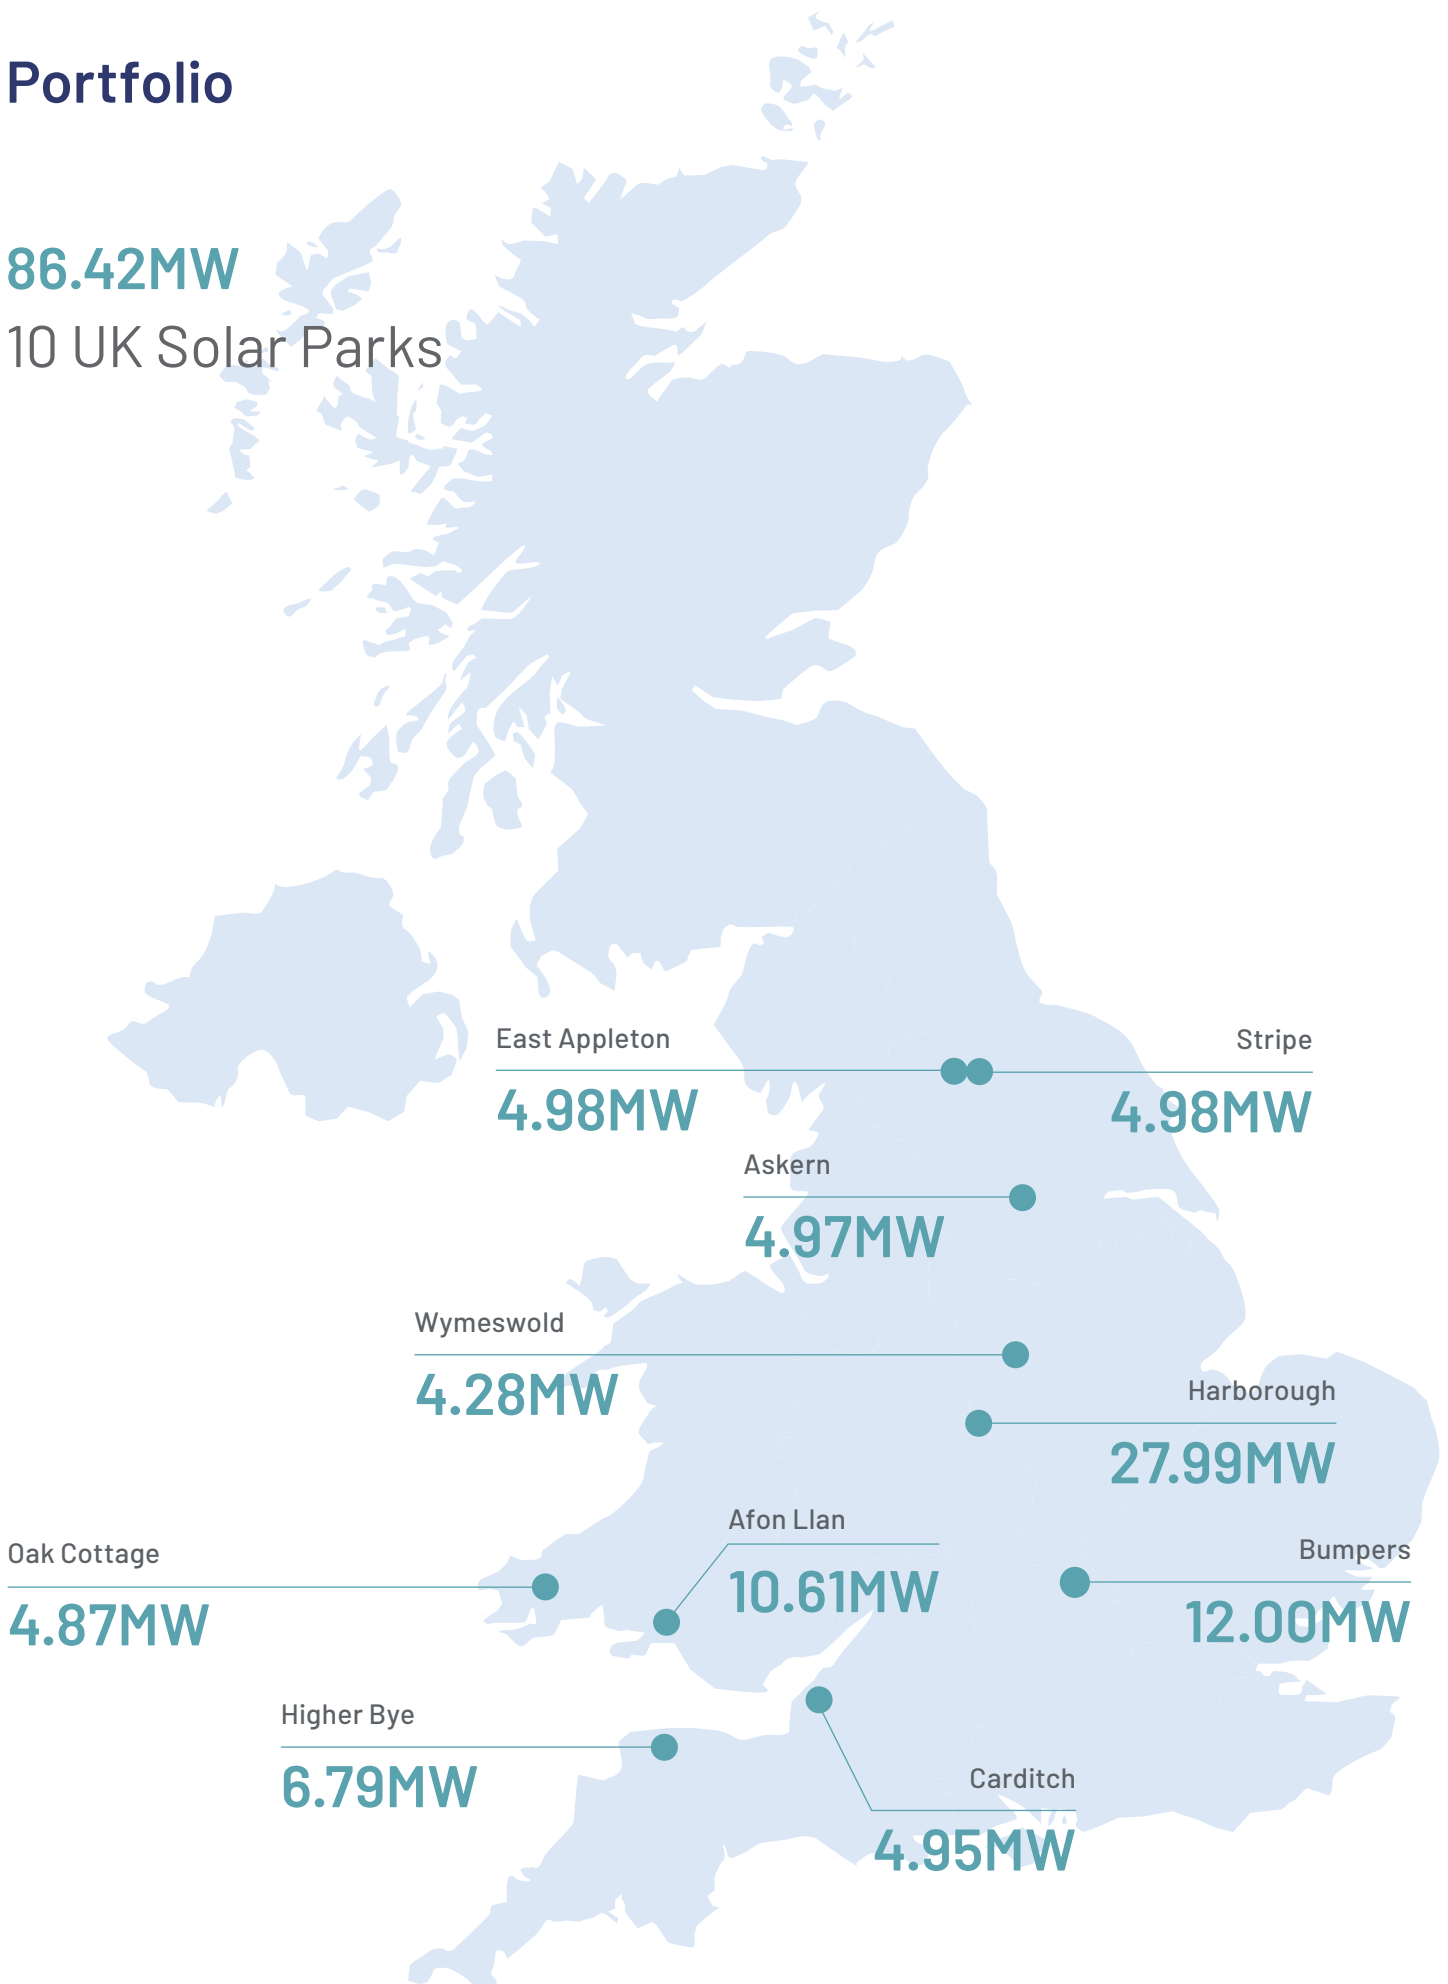 Portfolio
86.42MW
10 UK Solar Parks
East Appleton
4.98MW
Stripe
4.98MW
Askern
4.97MW
Wymeswold
4.28MW
Harborough
27.99MW
Afon Llan
10.61MW
Oak Cottage
4.87MW
Bumpers
12.00MW
Higher Bye
6.79MW
Carditch
4.95MW